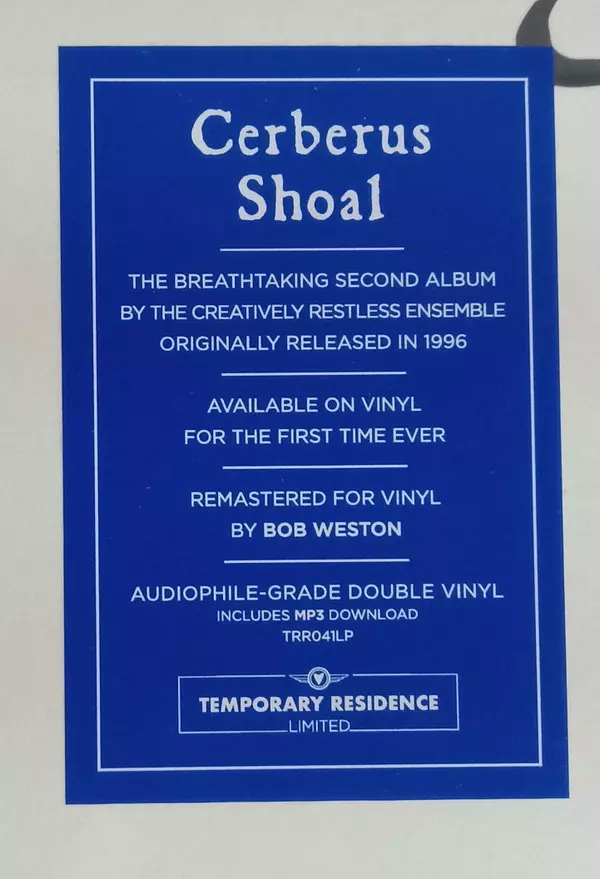 Cerberus
Shoal
THE BREATHTAKING SECOND ALBUM
BY THE CREATIVELY RESTLESS ENSEMBLE
ORIGINALLY RELEASED IN 1996
AVAILABLE ON VINYL
FOR THE FIRST TIME EVER
REMASTERED FOR VINYL
BY BOB WESTON
AUDIOPHILE-GRADE DOUBLE VINYL
INCLUDES MP3 DOWNLOAD
TRR041LP
TEMPORARY RESIDENCE
LIMITED